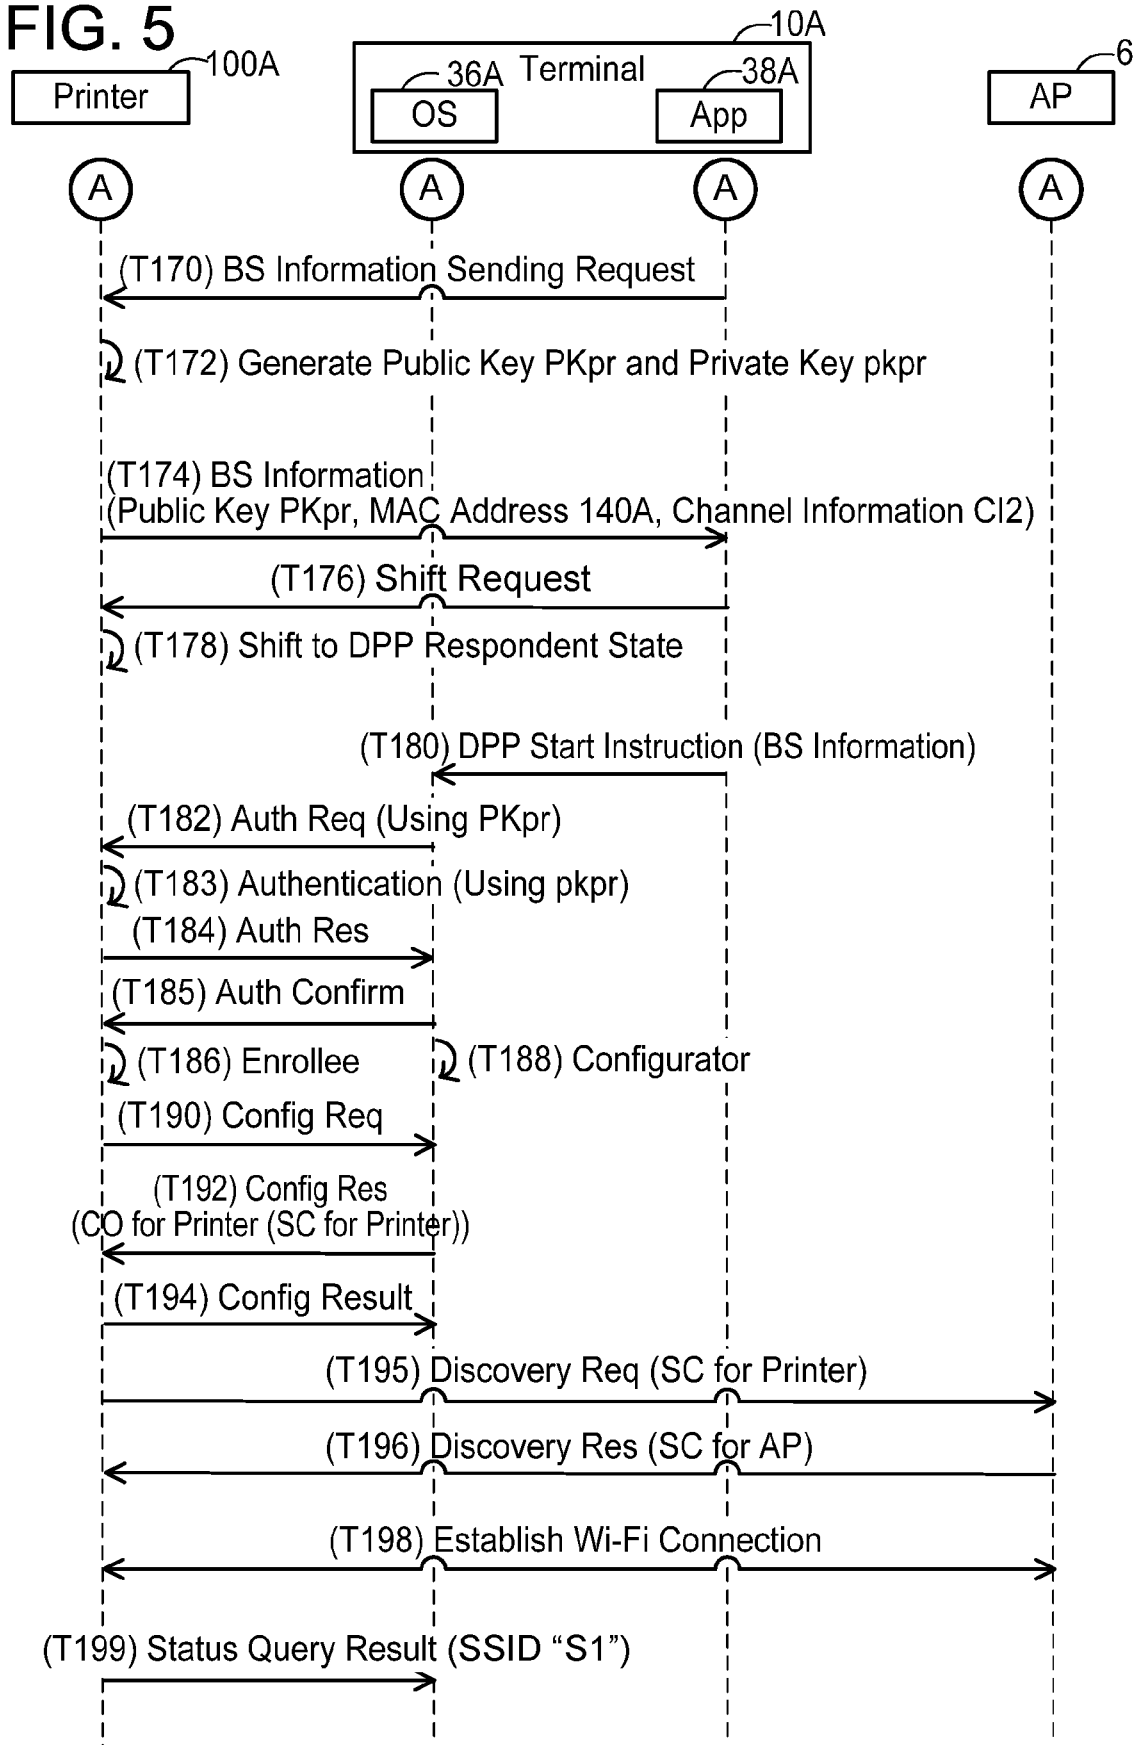 FIG. 5
100A
Printer
10A
Terminal
36A
OS
38A
App
6
AP
A
A
A
A
(T170) BS Information Sending Request
(T172) Generate Public Key PKpr and Private Key pkpr
(T174) BS Information
(Public Key PKpr, MAC Address 140A, Channel Information CI2)
(T176) Shift Request
(T178) Shift to DPP Respondent State
(T180) DPP Start Instruction (BS Information)
(T182) Auth Req (Using PKpr)
(T183) Authentication (Using pkpr)
(T184) Auth Res
(T185) Auth Confirm
(T186) Enrollee
(T188) Configurator
(T190) Config Req
(T192) Config Res
(CO for Printer (SC for Printer))
(T194) Config Result
(T195) Discovery Req (SC for Printer)
(T196) Discovery Res (SC for AP)
(T198) Establish Wi-Fi Connection
(T199) Status Query Result (SSID “S1”)